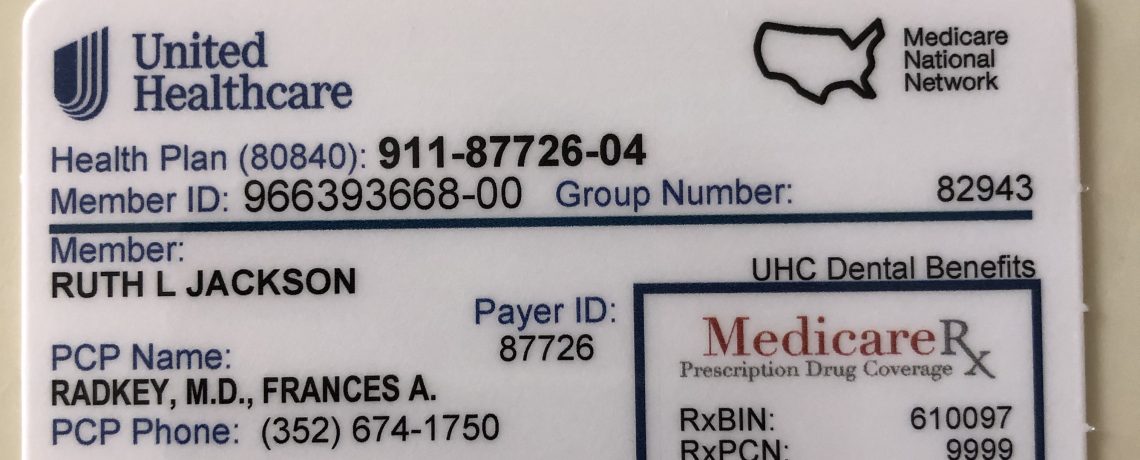 United
Healthcare
Medicare
National
Network
Health Plan (80840): 911-87726-04
Member ID: 966393668-00 Group Number: 82943
Member:
RUTH L JACKSON
UHC Dental Benefits
Payer ID:
87726
PCP Name:
RADKEY, M.D., FRANCES A.
PCP Phone: (352) 674-1750
MedicareRx
Prescription Drug Coverage
RxBIN: 610097
RxPCN: 9999